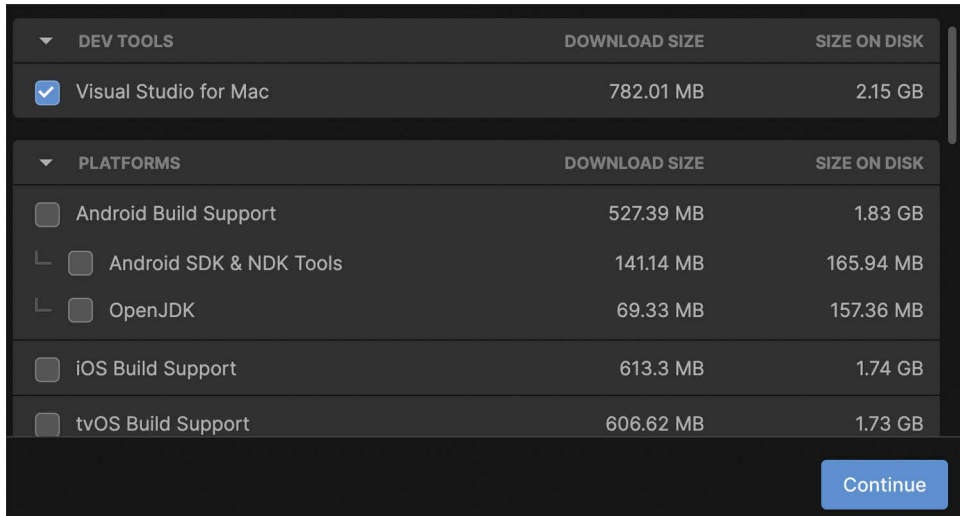 DEV TOOLS DOWNLOAD SIZE SIZE ON DISK
Visual Studio for Mac 782.01 MB 2.15 GB
PLATFORMS DOWNLOAD SIZE SIZE ON DISK
Android Build Support 527.39 MB 1.83 GB
Android SDK & NDK Tools 141.14 MB 165.94 MB
OpenJDK 69.33 MB 157.36 MB
iOS Build Support 613.3 MB 1.74 GB
tvOS Build Support 606.62 MB 1.73 GB
Continue